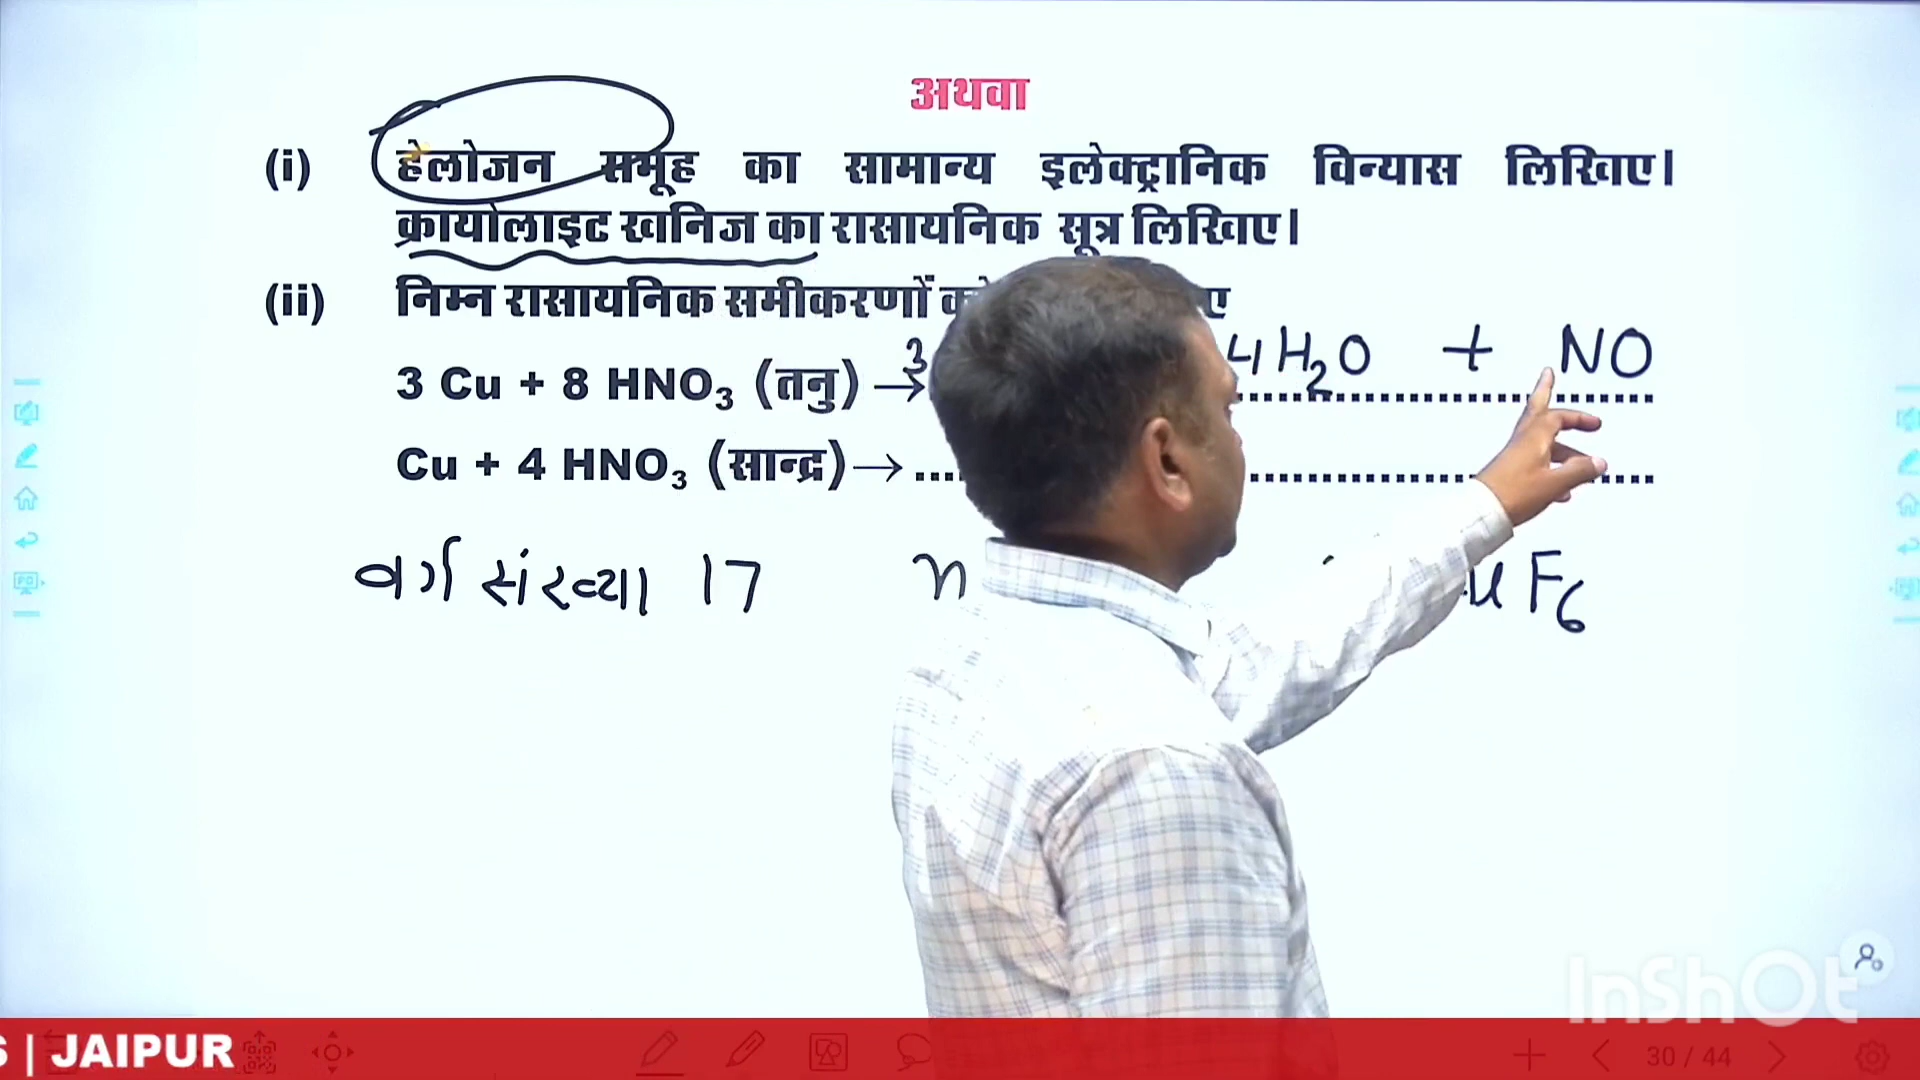 अथवा
(i) हेलोजन समूह का सामान्य इलेक्ट्रानिक विन्यास लिखिए।
क्रायोलाइट खनिज का रासायनिक सूत्र लिखिए।
(ii) निम्न रासायनिक समीकरणों
3 Cu + 8 HNO₃ (तनु) → 3 4H₂O + NO
Cu + 4 HNO₃ (सान्द्र) → ....
वर्ग संख्या 17 n F₆
InShOt
S | JAIPUR
30 / 44